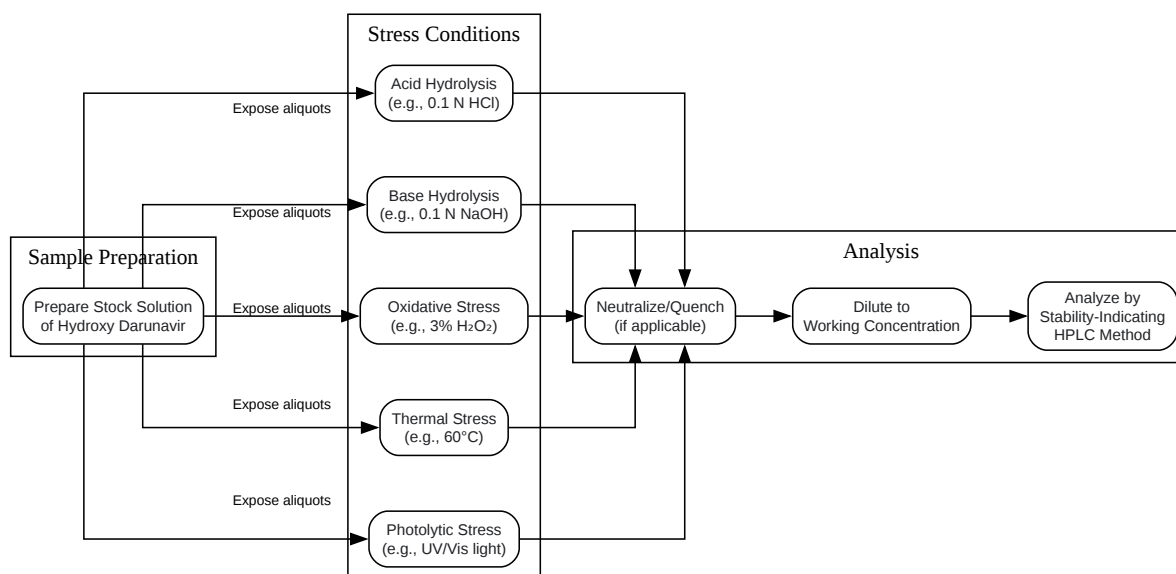 Stress Conditions
Acid Hydrolysis
(e.g., 0.1 N HCl)
Expose aliquots
Base Hydrolysis
(e.g., 0.1 N NaOH)
Expose aliquots
Sample Preparation
Analysis
Prepare Stock Solution
of Hydroxy Darunavir
Expose aliquots
Oxidative Stress
(e.g., 3% H₂O₂)
Neutralize/Quench
(if applicable)
Dilute to
Working Concentration
Analyze by
Stability-Indicating
HPLC Method
Expose aliquots
Thermal Stress
(e.g., 60°C)
Expose aliquots
Photolytic Stress
(e.g., UV/Vis light)